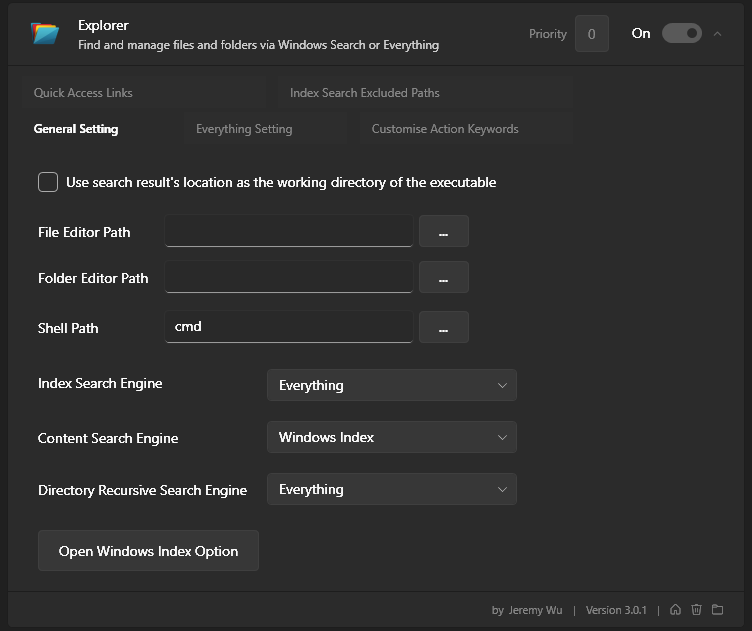 Explorer
Find and manage files and folders via Windows Search or Everything
Priority 0 On
Quick Access Links Index Search Excluded Paths
General Setting Everything Setting Customise Action Keywords
Use search result's location as the working directory of the executable
File Editor Path ...
Folder Editor Path ...
Shell Path cmd ...
Index Search Engine Everything
Content Search Engine Windows Index
Directory Recursive Search Engine Everything
Open Windows Index Option
by Jeremy Wu | Version 3.0.1 |